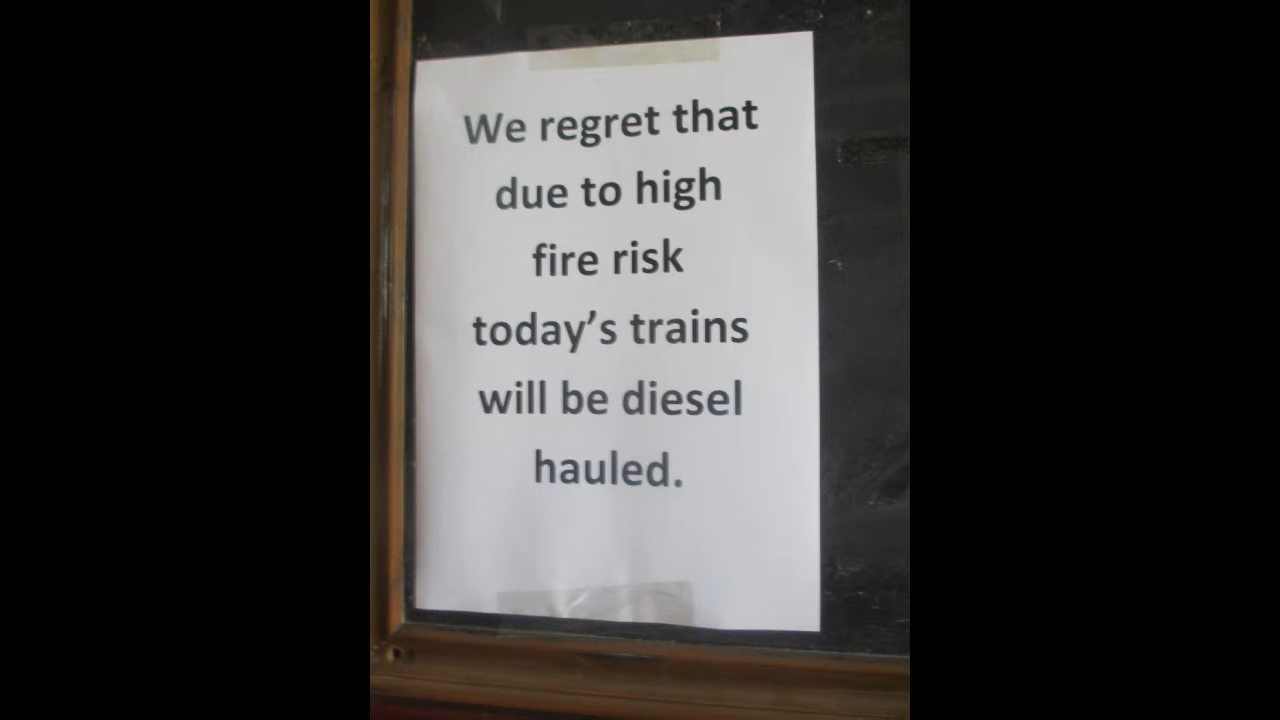 We regret that
due to high
fire risk
today’s trains
will be diesel
hauled.